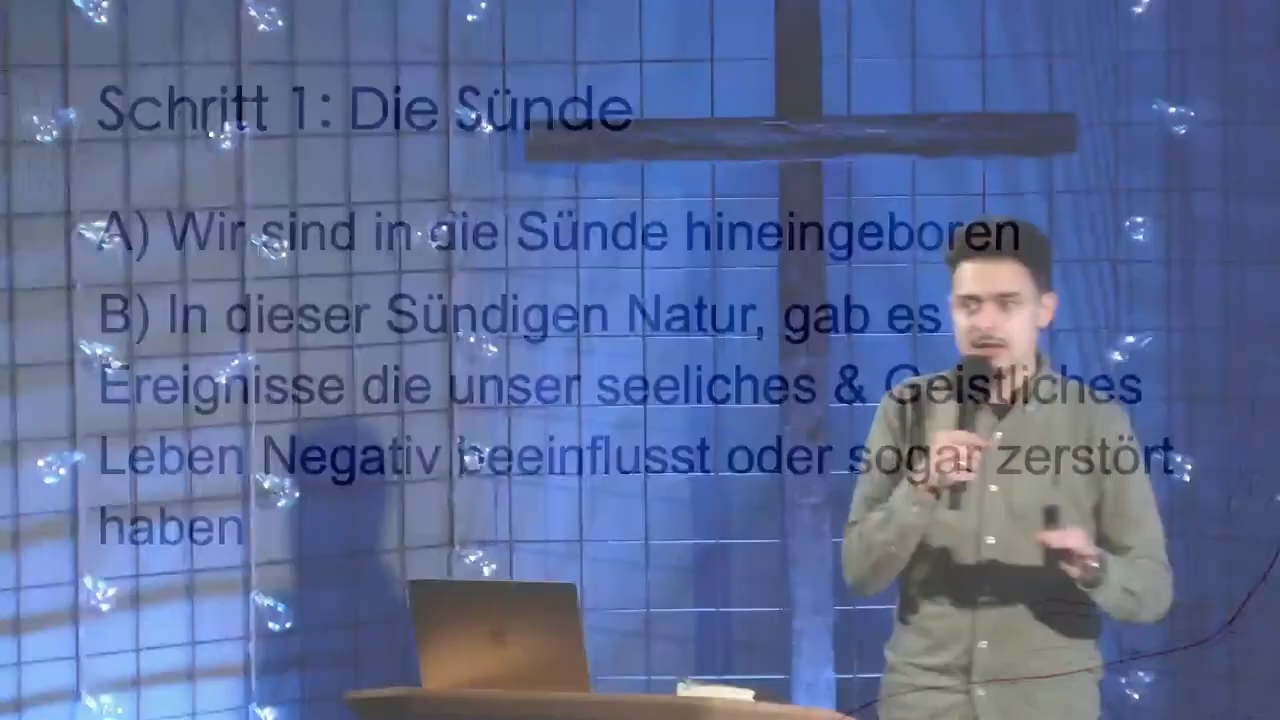 Schritt 1: Die Sünde
A) Wir sind in die Sünde hineingeboren
B) In dieser Sündigen Natur, gab es
Ereignisse die unser seeliches & Geistliches
Leben Negativ beeinflusst oder sogar zerstört
haben